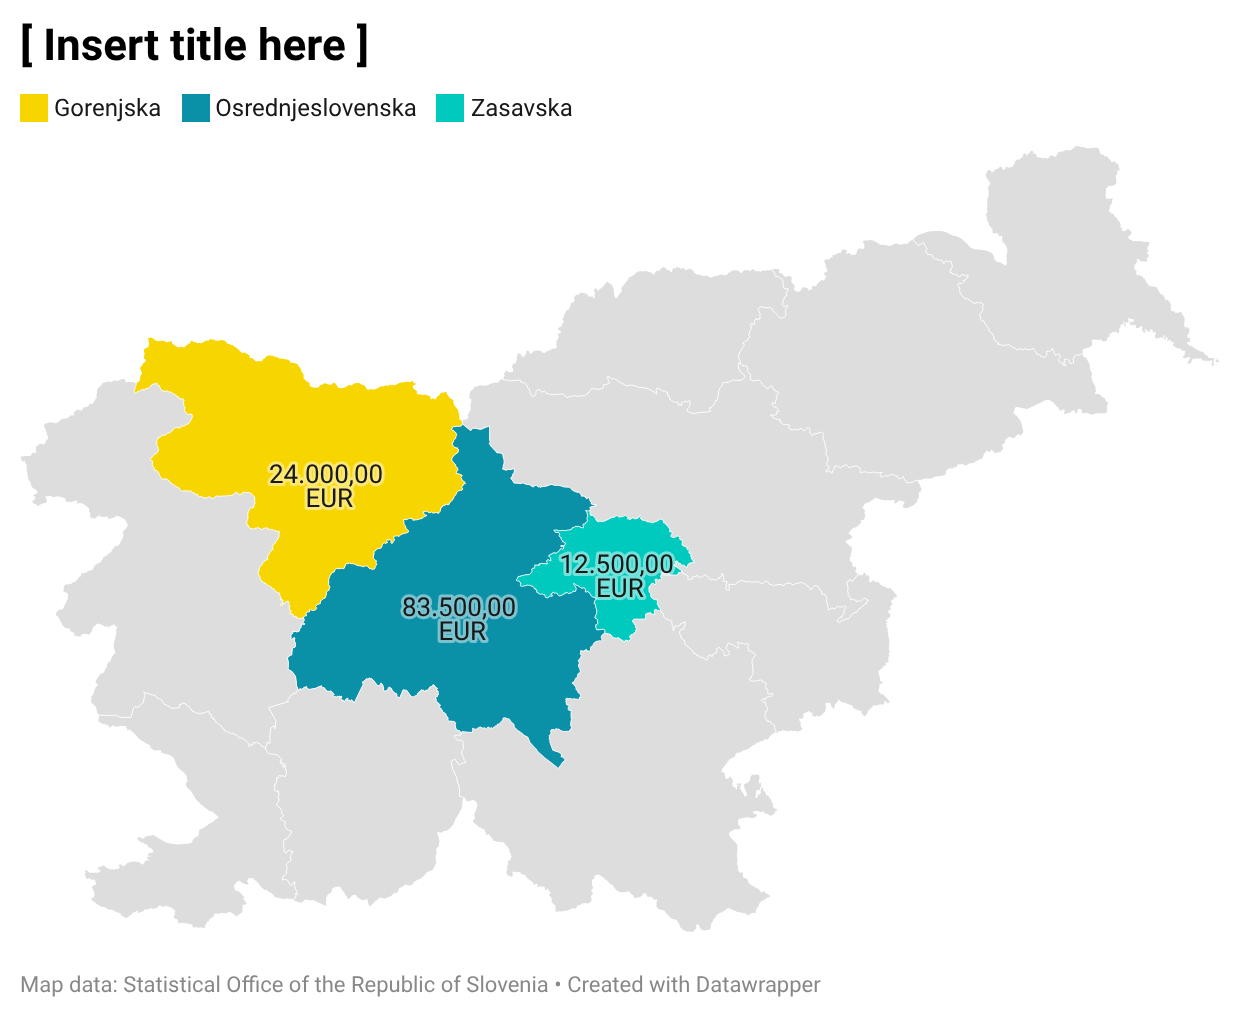 [ Insert title here ]
Gorenjska Osrednjeslovenska Zasavska
24.000,00
EUR
12.500,00
EUR
83.500,00
EUR
Map data: Statistical Office of the Republic of Slovenia • Created with Datawrapper